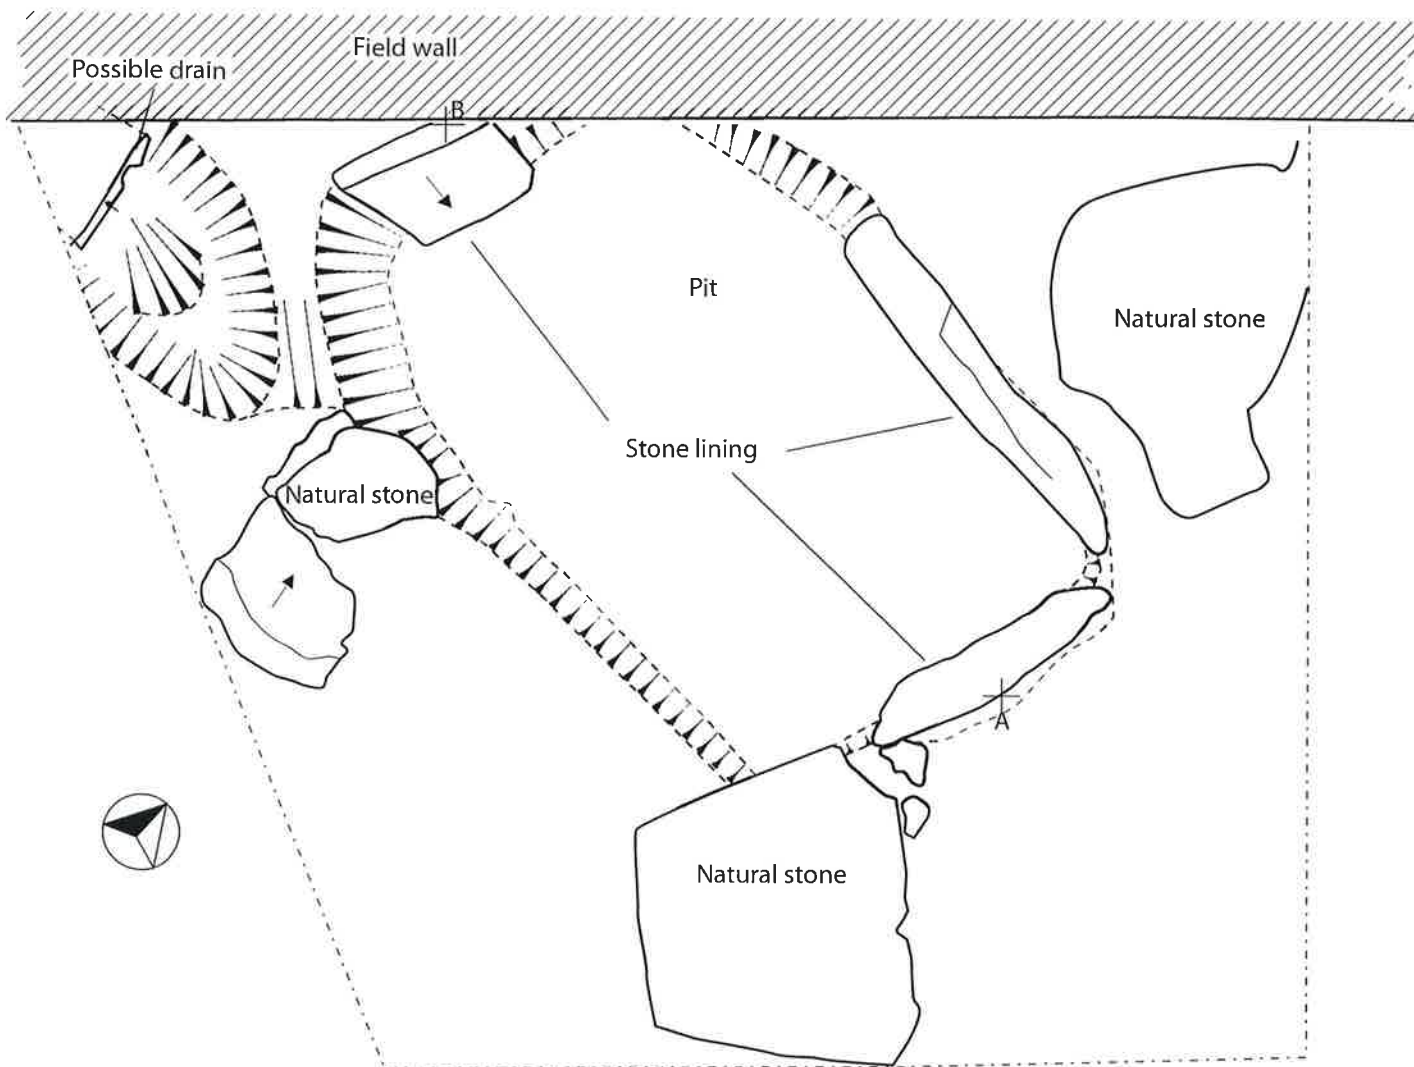 Field wall
Possible drain
B
Pit
Natural stone
Stone lining
Natural stone
A
Natural stone